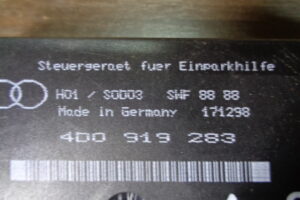 Steuergeraet fuer Einparkhilfe
H01 / S0003 SWF 88 88
Made in Germany 171298
4D0 919 283